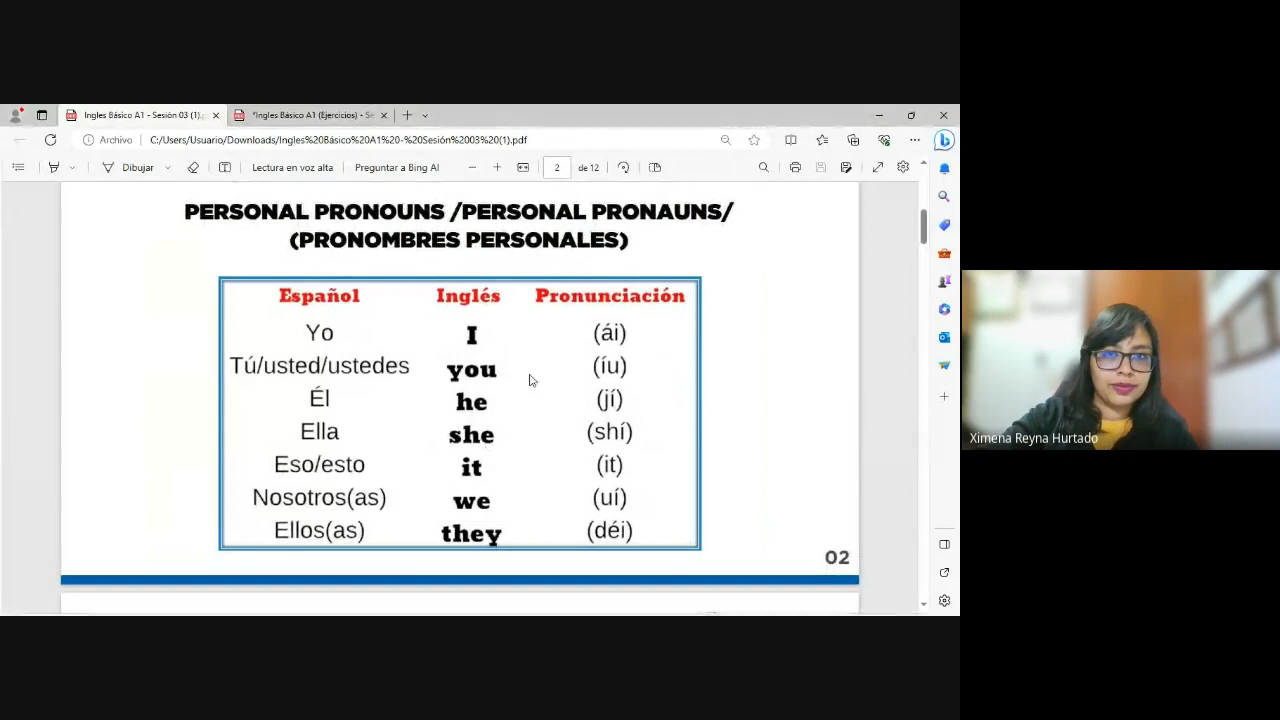 Ingles Básico A1 - Sesión 03 (1).p
*Ingles Básico A1 (Ejercicios) - Se
Archivo
C:/Users/Usuario/Downloads/Ingles%20Básico%20A1%20-%20Sesión%2003%20(1).pdf
Dibujar
Lectura en voz alta
Preguntar a Bing AI
2
de 12
PERSONAL PRONOUNS /PERSONAL PRONAUNS/
(PRONOMBRES PERSONALES)
Español Inglés Pronunciación
Yo I (ái)
Tú/usted/ustedes you (íu)
Él he (jí)
Ella she (shí)
Eso/esto it (it)
Nosotros(as) we (uí)
Ellos(as) they (déi)
02
Ximena Reyna Hurtado